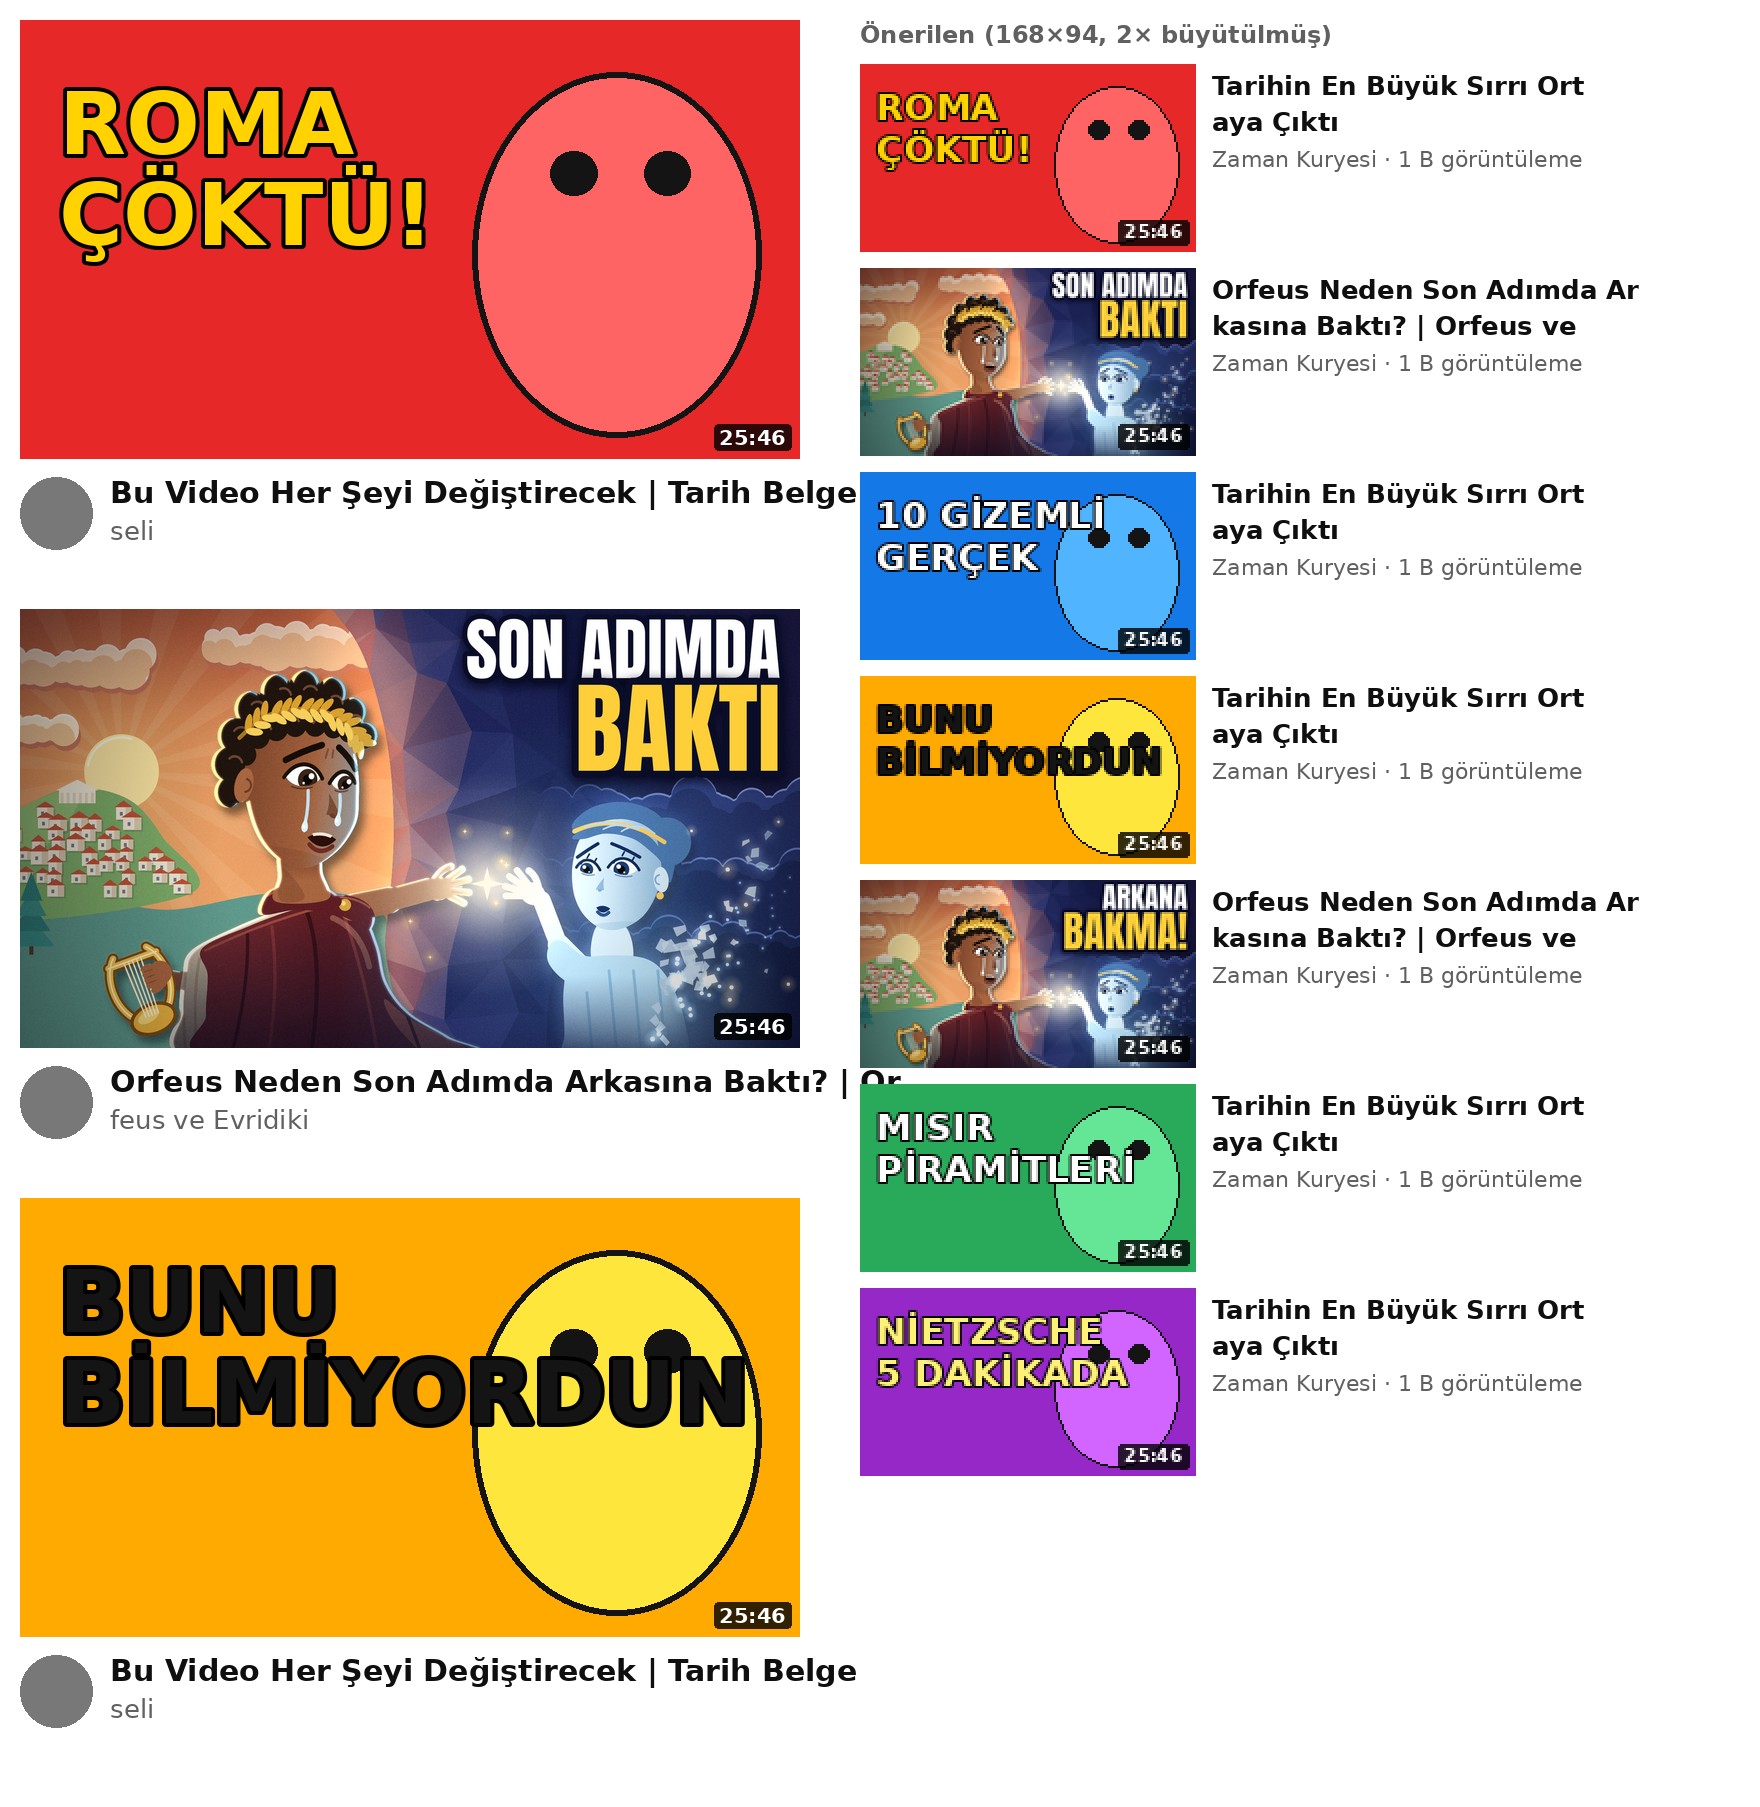 ROMA
ÇÖKTÜ!
25:46
Bu Video Her Şeyi Değiştirecek | Tarih Belge
seli
SON ADIMDA
BAKTI
25:46
Orfeus Neden Son Adımda Arkasına Baktı? | Or
feus ve Evridiki
BUNU
BİLMİYORDUN
25:46
Bu Video Her Şeyi Değiştirecek | Tarih Belge
seli
Önerilen (168×94, 2× büyütülmüş)
ROMA
ÇÖKTÜ!
25:46
Tarihin En Büyük Sırrı Ort
aya Çıktı
Zaman Kuryesi · 1 B görüntüleme
SON ADIMDA
BAKTI
25:46
Orfeus Neden Son Adımda Ar
kasına Baktı? | Orfeus ve
Zaman Kuryesi · 1 B görüntüleme
10 GİZEMLİ
GERÇEK
25:46
Tarihin En Büyük Sırrı Ort
aya Çıktı
Zaman Kuryesi · 1 B görüntüleme
BUNU
BİLMİYORDUN
25:46
Tarihin En Büyük Sırrı Ort
aya Çıktı
Zaman Kuryesi · 1 B görüntüleme
ARKANA
BAKMA!
25:46
Orfeus Neden Son Adımda Ar
kasına Baktı? | Orfeus ve
Zaman Kuryesi · 1 B görüntüleme
MISIR
PİRAMİTLERİ
25:46
Tarihin En Büyük Sırrı Ort
aya Çıktı
Zaman Kuryesi · 1 B görüntüleme
NİETZSCHE
5 DAKİKADA
25:46
Tarihin En Büyük Sırrı Ort
aya Çıktı
Zaman Kuryesi · 1 B görüntüleme